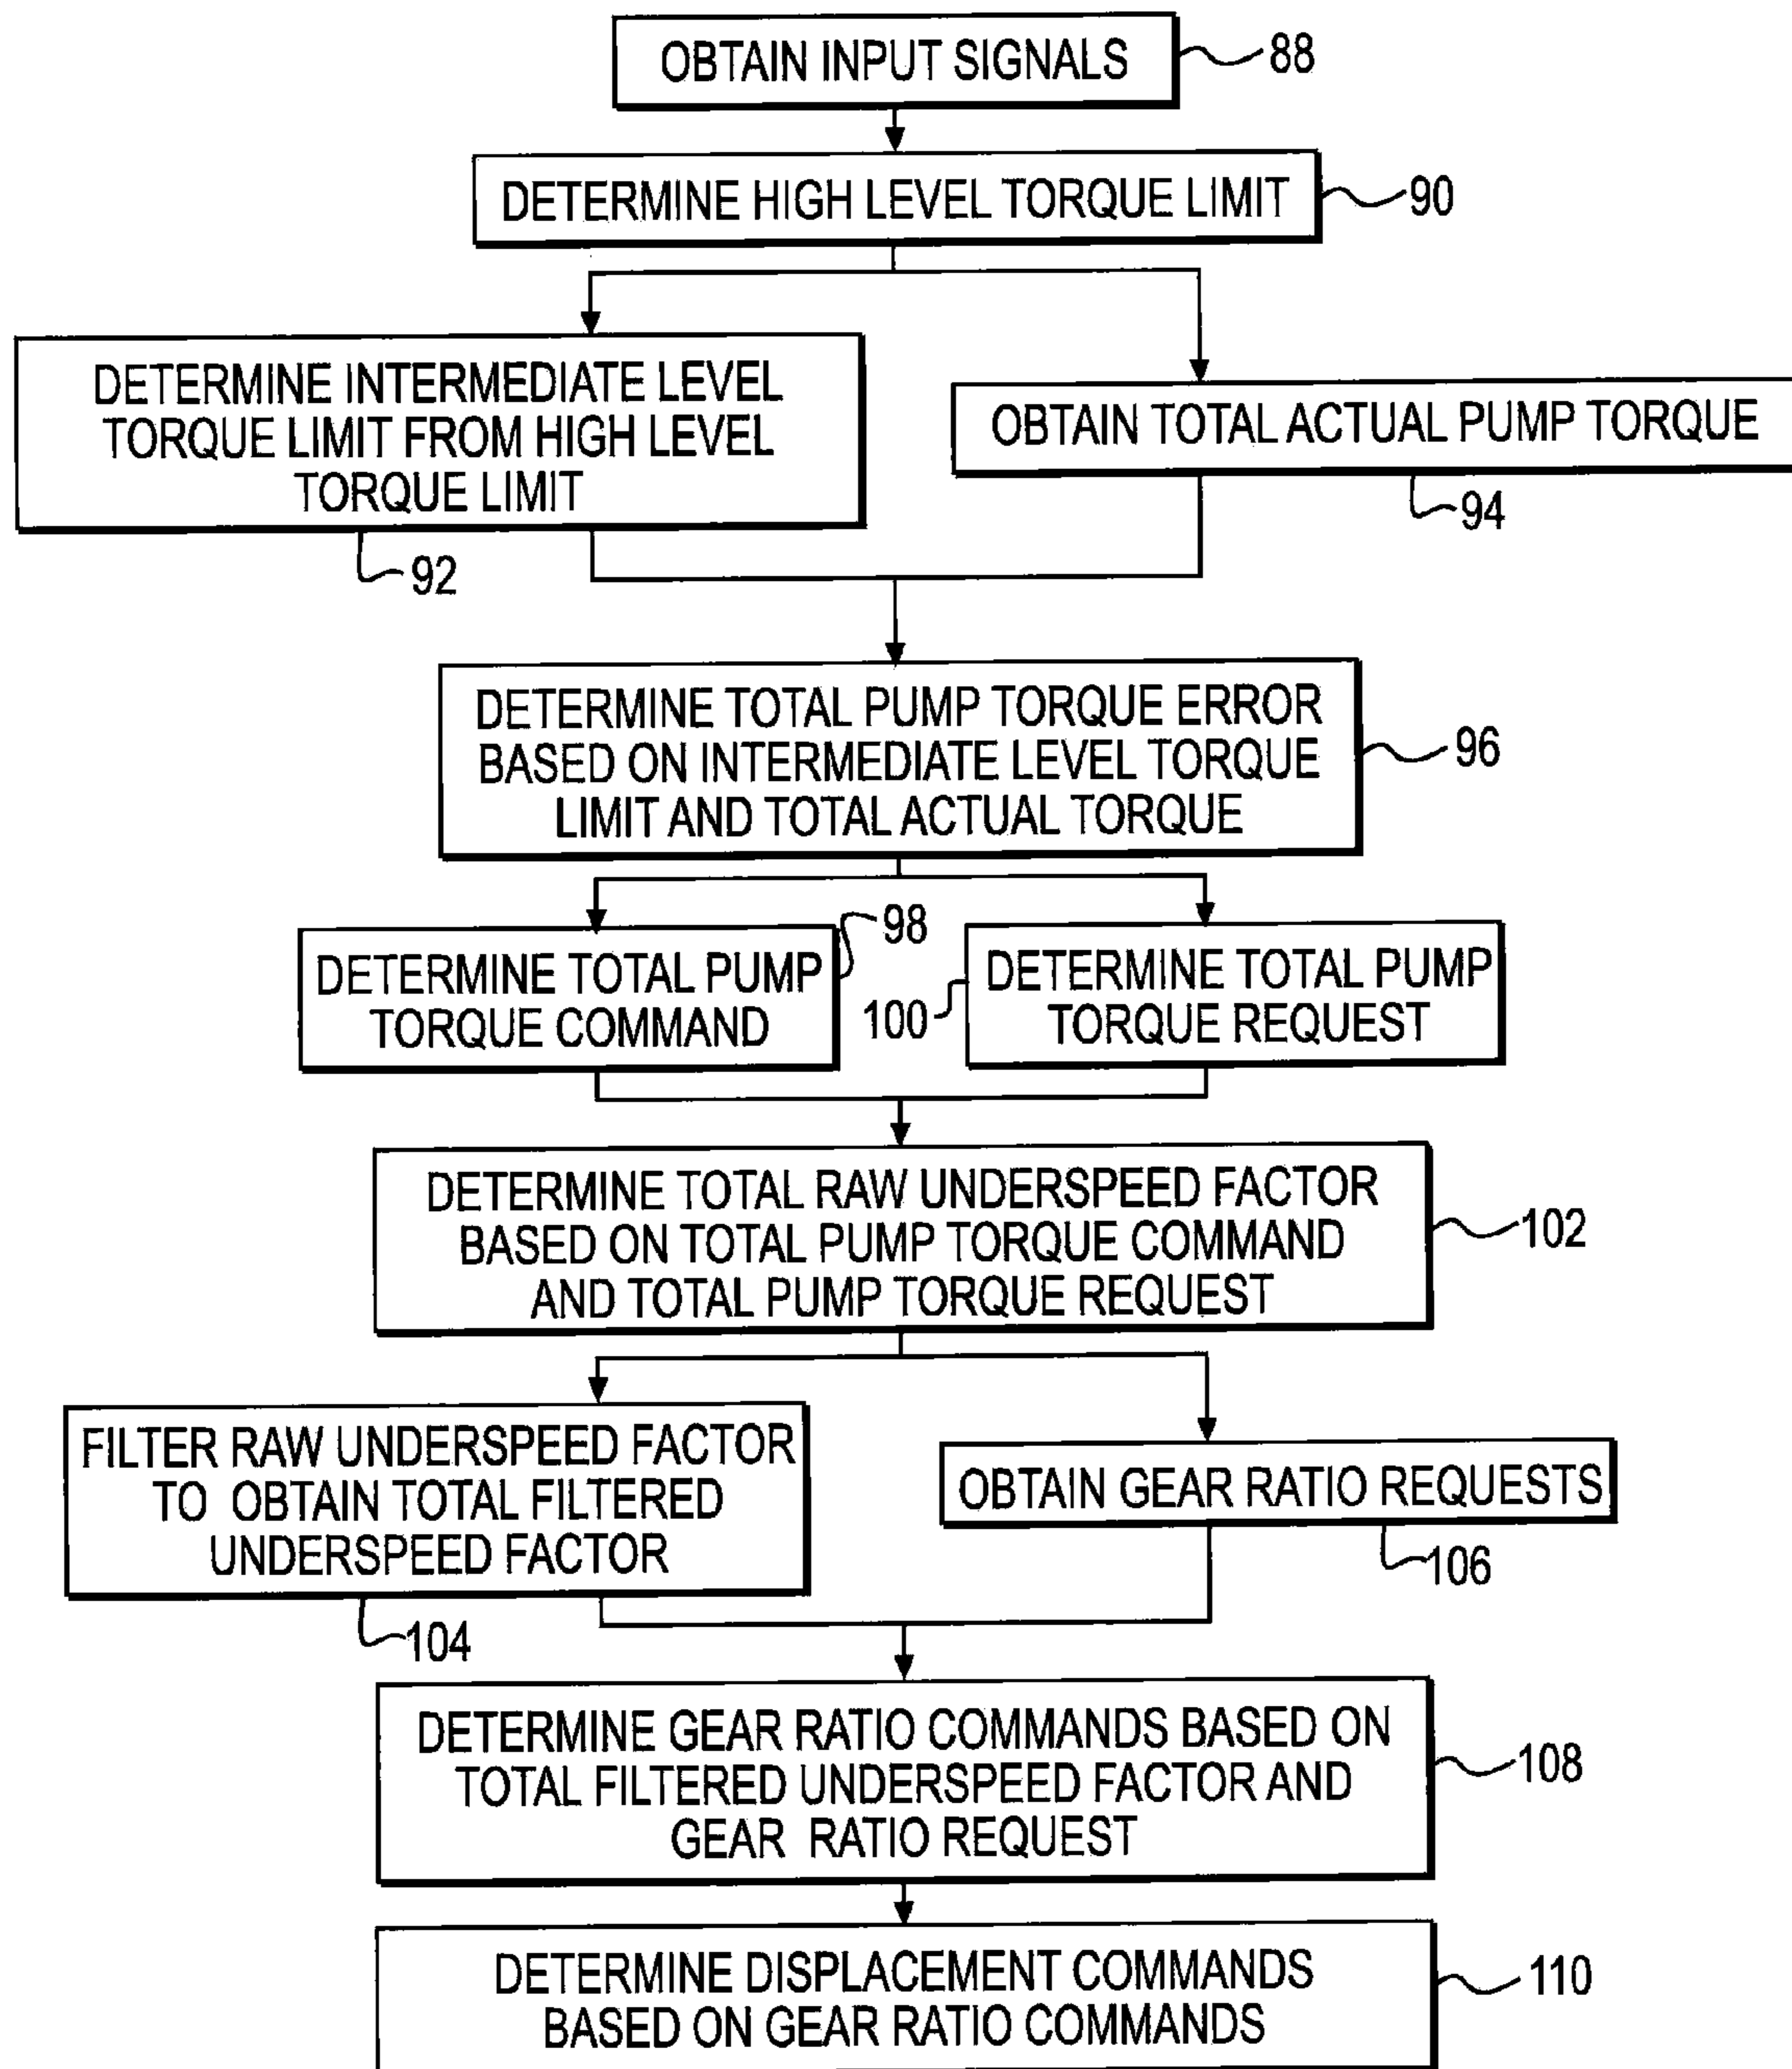 OBTAIN INPUT SIGNALS
88
DETERMINE HIGH LEVEL TORQUE LIMIT
90
DETERMINE INTERMEDIATE LEVEL
TORQUE LIMIT FROM HIGH LEVEL
TORQUE LIMIT
92
OBTAIN TOTAL ACTUAL PUMP TORQUE
94
DETERMINE TOTAL PUMP TORQUE ERROR
BASED ON INTERMEDIATE LEVEL TORQUE
LIMIT AND TOTAL ACTUAL TORQUE
96
DETERMINE TOTAL PUMP
TORQUE COMMAND
98
100
DETERMINE TOTAL PUMP
TORQUE REQUEST
DETERMINE TOTAL RAW UNDERSPEED FACTOR
BASED ON TOTAL PUMP TORQUE COMMAND
AND TOTAL PUMP TORQUE REQUEST
102
FILTER RAW UNDERSPEED FACTOR
TO OBTAIN TOTAL FILTERED
UNDERSPEED FACTOR
104
OBTAIN GEAR RATIO REQUESTS
106
DETERMINE GEAR RATIO COMMANDS BASED ON
TOTAL FILTERED UNDERSPEED FACTOR AND
GEAR RATIO REQUEST
108
DETERMINE DISPLACEMENT COMMANDS
BASED ON GEAR RATIO COMMANDS
110